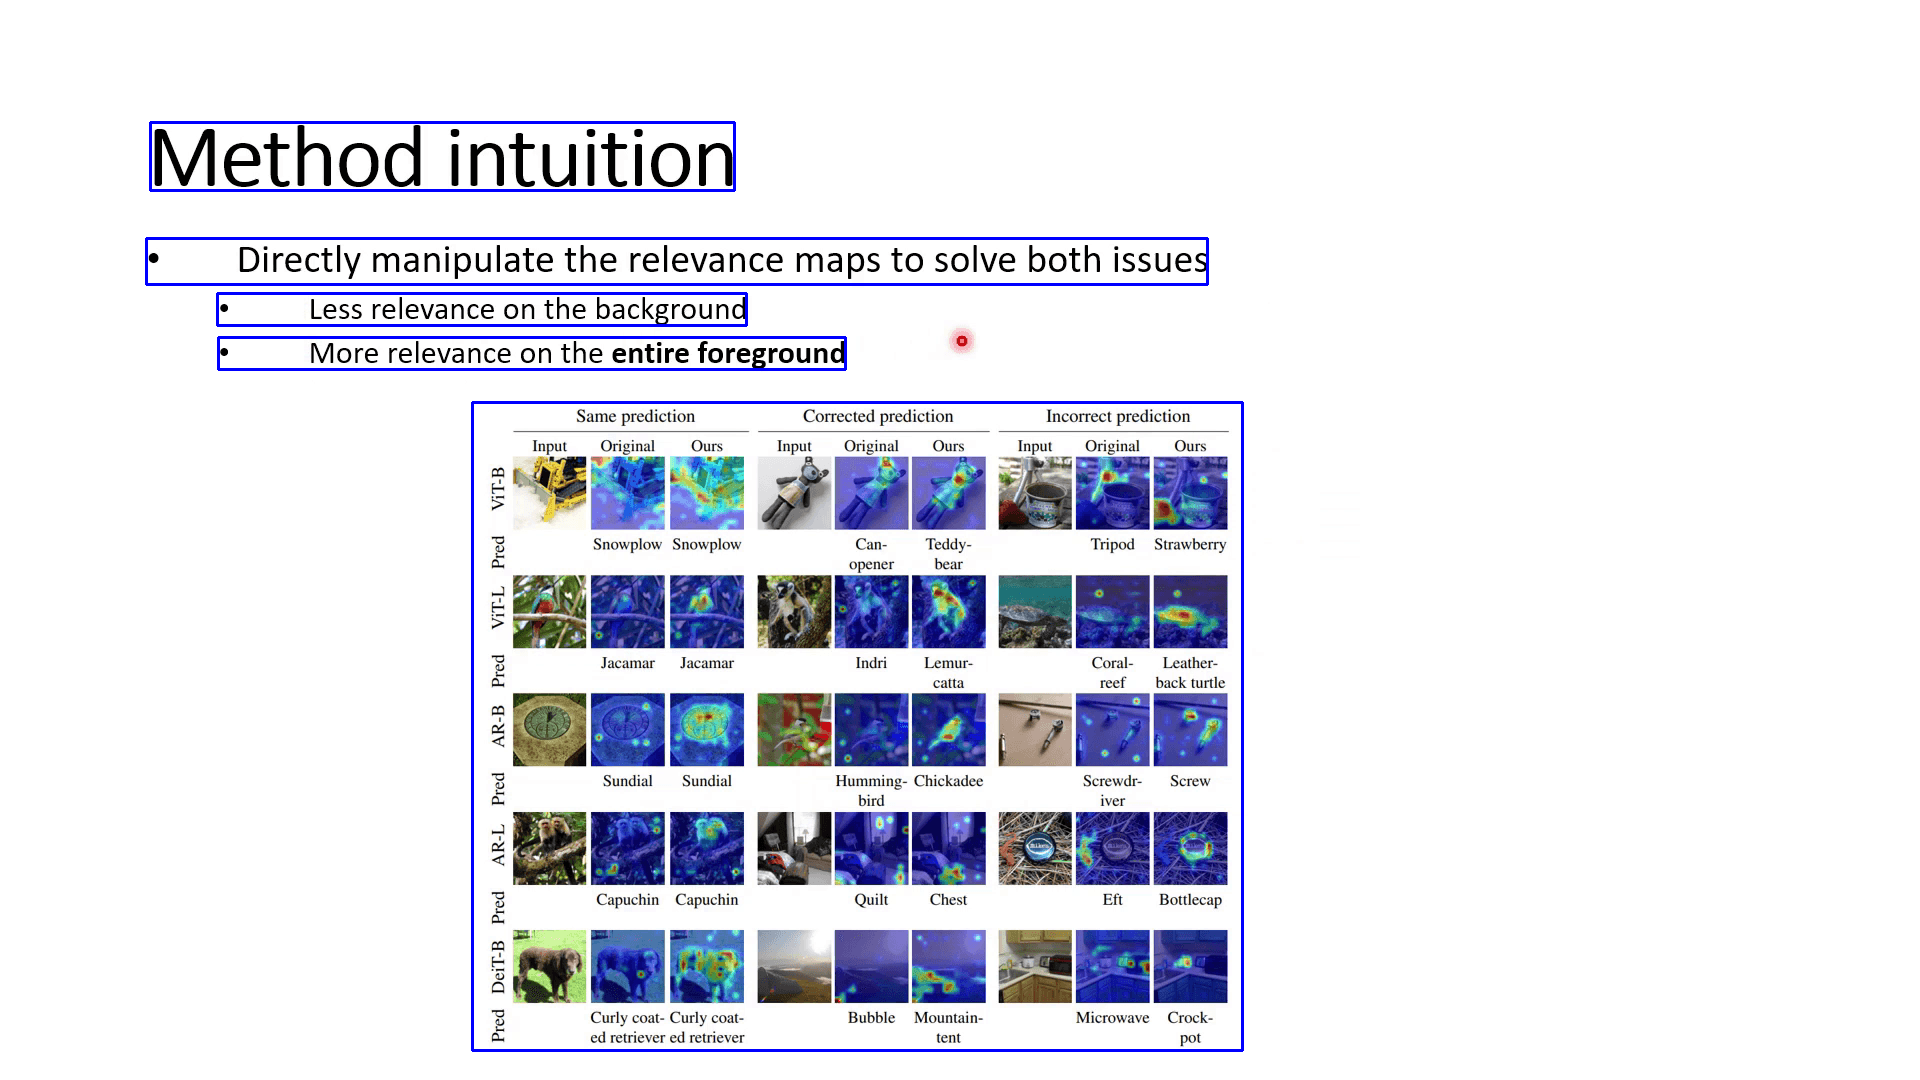 Method intuition
• Directly manipulate the relevance maps to solve both issues
• Less relevance on the background
• More relevance on the entire foreground
Same prediction Corrected prediction Incorrect prediction
Input Original Ours Input Original Ours Input Original Ours
ViT-B
Pred Snowplow Snowplow Can- Teddy- Tripod Strawberry
opener bear
ViT-L
Pred Jacamar Jacamar Indri Lemur- Coral- Leather-
catta reef back turtle
AR-B
Pred Sundial Sundial Humming- Chickadee Screwdr- Screw
bird iver
AR-L
Pred Capuchin Capuchin Quilt Chest Eft Bottlecap
DeiT-B
Pred Curly coat- Curly coat- Bubble Mountain- Microwave Crock-
ed retriever ed retriever tent pot